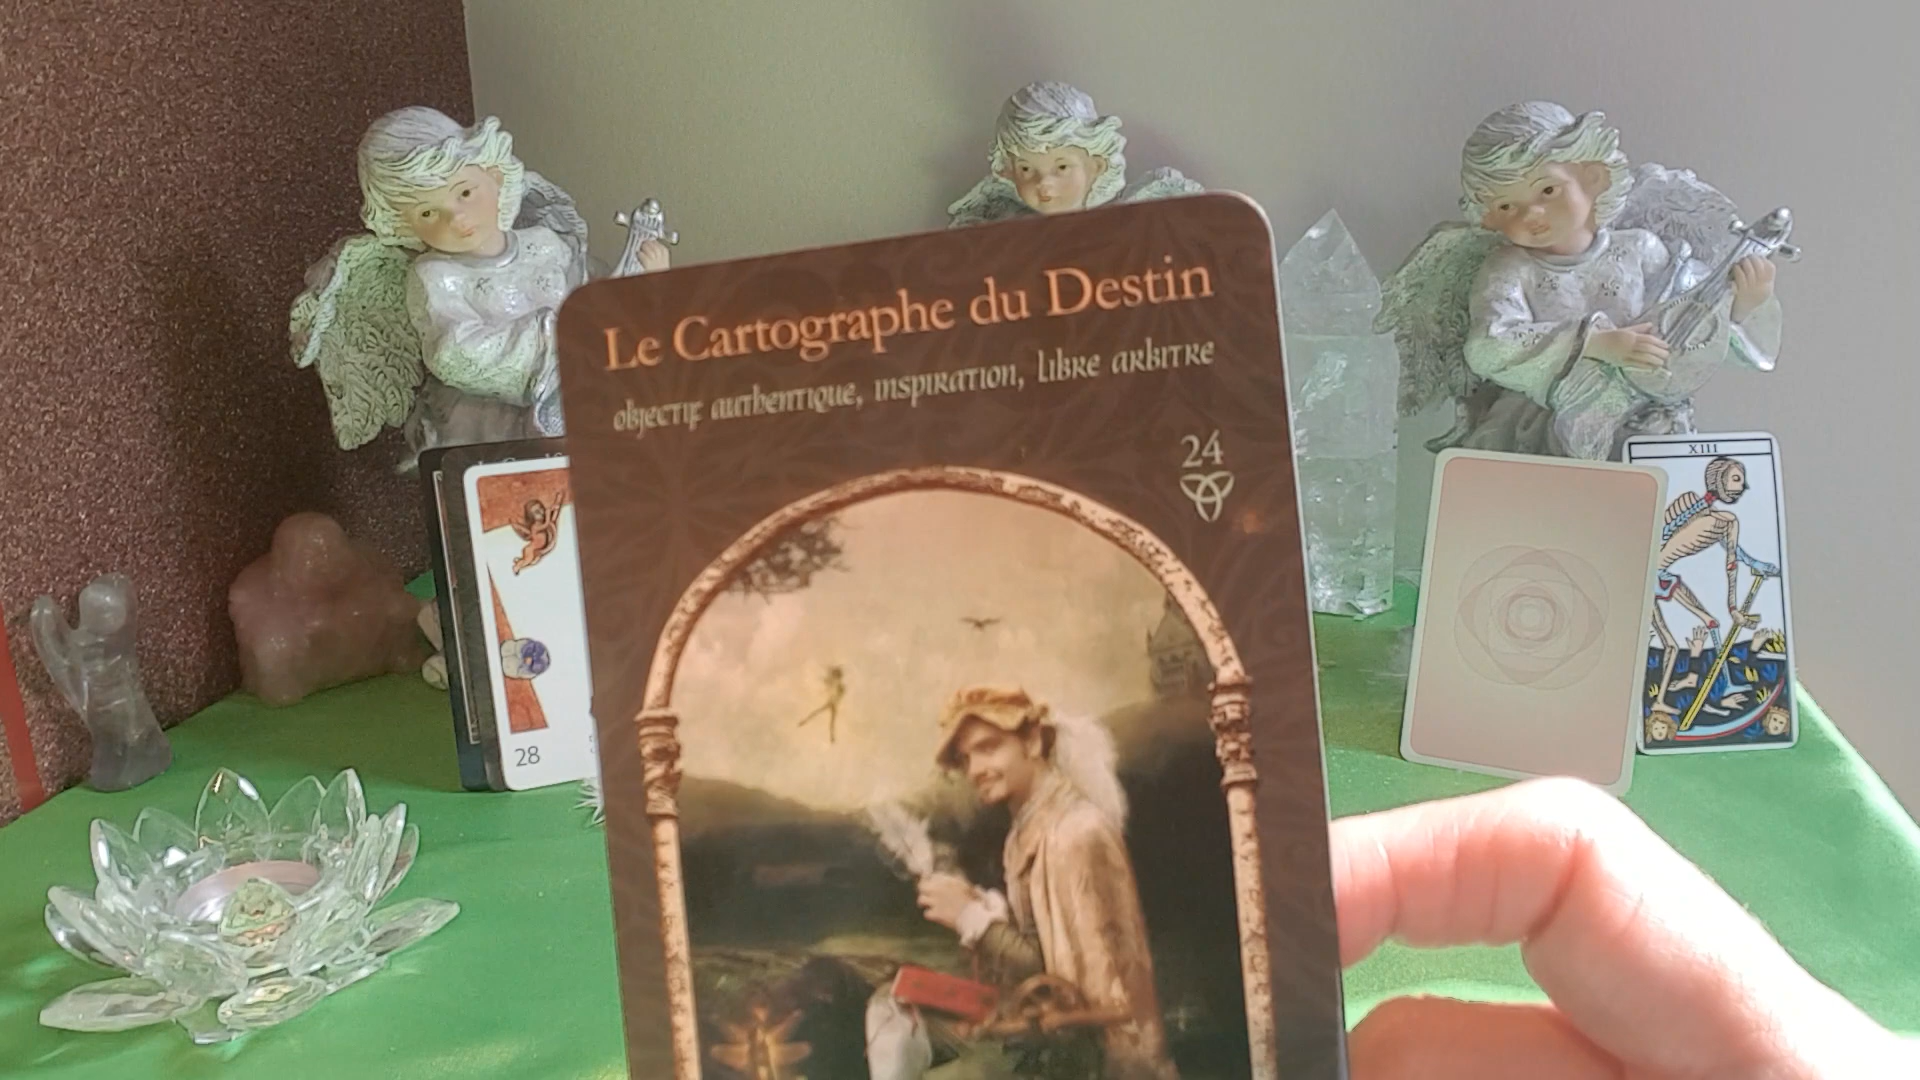 Le Cartographe du Destin
objectif authentique, inspiration, libre arbitre
24
XIII
28